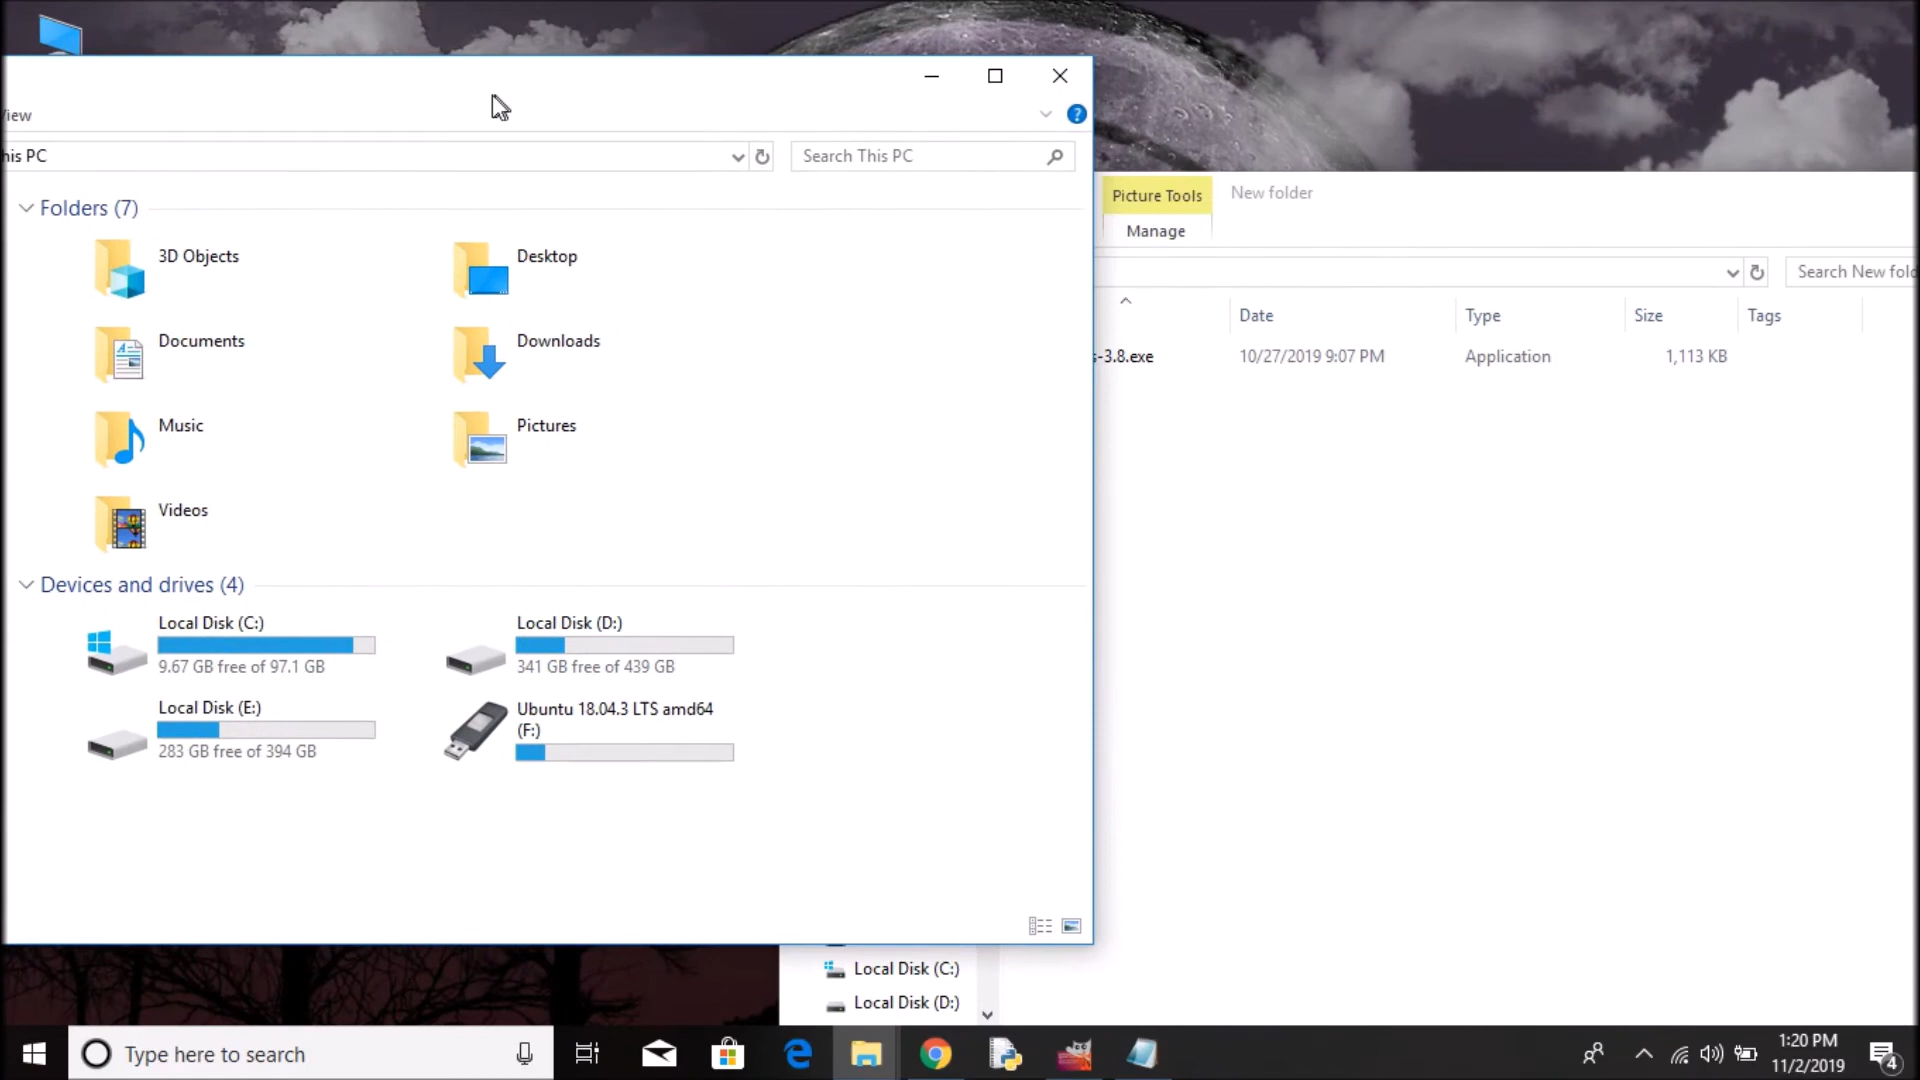 View
his PC
Search This PC
Folders (7)
3D Objects
Desktop
Documents
Downloads
Music
Pictures
Videos
Devices and drives (4)
Local Disk (C:)
9.67 GB free of 97.1 GB
Local Disk (D:)
341 GB free of 439 GB
Local Disk (E:)
283 GB free of 394 GB
Ubuntu 18.04.3 LTS amd64
(F:)
Picture Tools
New folder
Manage
Search New fold
Date
Type
Size
Tags
s-3.8.exe
10/27/2019 9:07 PM
Application
1,113 KB
Local Disk (C:)
Local Disk (D:)
Type here to search
1:20 PM
11/2/2019
4